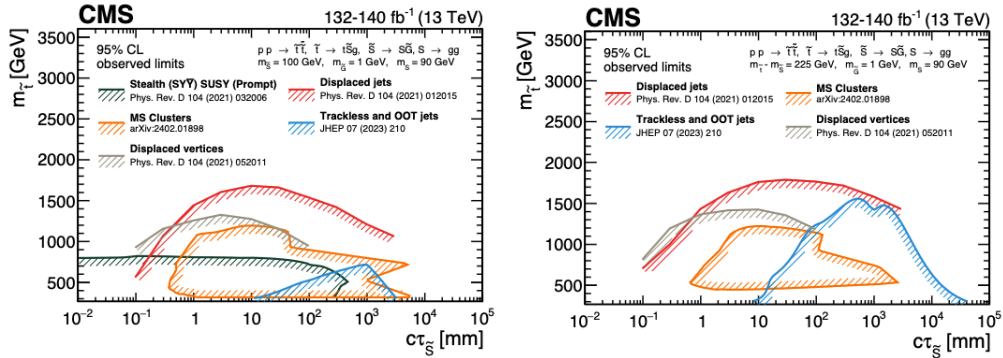 CMS
132-140 fb⁻¹ (13 TeV)
95% CL
observed limits
p p → t̃ t̃̄, t̃ → tS̃g, S̃ → SG̃, S → gg
m_S̃ = 100 GeV, m_G̃ = 1 GeV, m_S = 90 GeV
Stealth (SYȲ) SUSY (Prompt)
Phys. Rev. D 104 (2021) 032006
Displaced jets
Phys. Rev. D 104 (2021) 012015
MS Clusters
arXiv:2402.01898
Trackless and OOT jets
JHEP 07 (2023) 210
Displaced vertices
Phys. Rev. D 104 (2021) 052011
m_t̃ [GeV]
3500
3000
2500
2000
1500
1000
500
10⁻² 10⁻¹ 1 10 10² 10³ 10⁴ 10⁵
cτ_S̃ [mm]
CMS
132-140 fb⁻¹ (13 TeV)
95% CL
observed limits
p p → t̃ t̃̄, t̃ → tS̃g, S̃ → SG̃, S → gg
m_t̃ - m_S̃ = 225 GeV, m_G̃ = 1 GeV, m_S = 90 GeV
Displaced jets
Phys. Rev. D 104 (2021) 012015
MS Clusters
arXiv:2402.01898
Trackless and OOT jets
JHEP 07 (2023) 210
Displaced vertices
Phys. Rev. D 104 (2021) 052011
m_t̃ [GeV]
3500
3000
2500
2000
1500
1000
500
10⁻² 10⁻¹ 1 10 10² 10³ 10⁴ 10⁵
cτ_S̃ [mm]